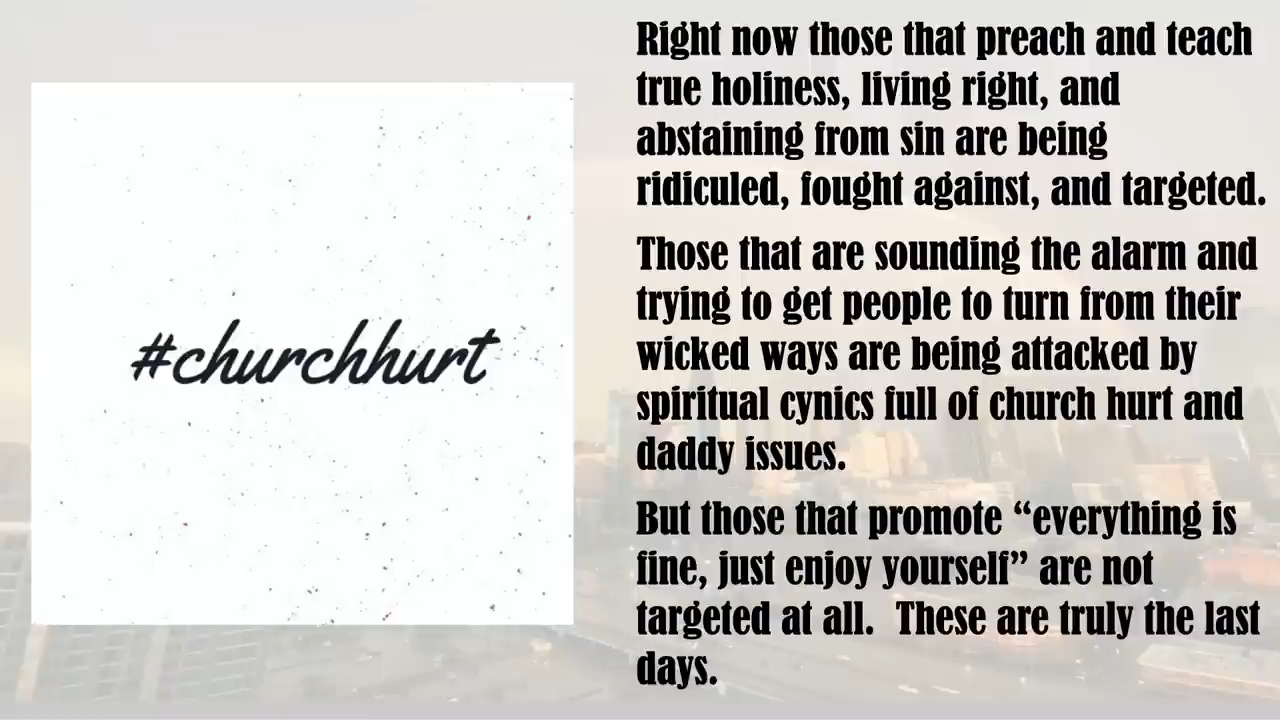 #churchhurt
Right now those that preach and teach
true holiness, living right, and
abstaining from sin are being
ridiculed, fought against, and targeted.
Those that are sounding the alarm and
trying to get people to turn from their
wicked ways are being attacked by
spiritual cynics full of church hurt and
daddy issues.
But those that promote “everything is
fine, just enjoy yourself” are not
targeted at all.  These are truly the last
days.